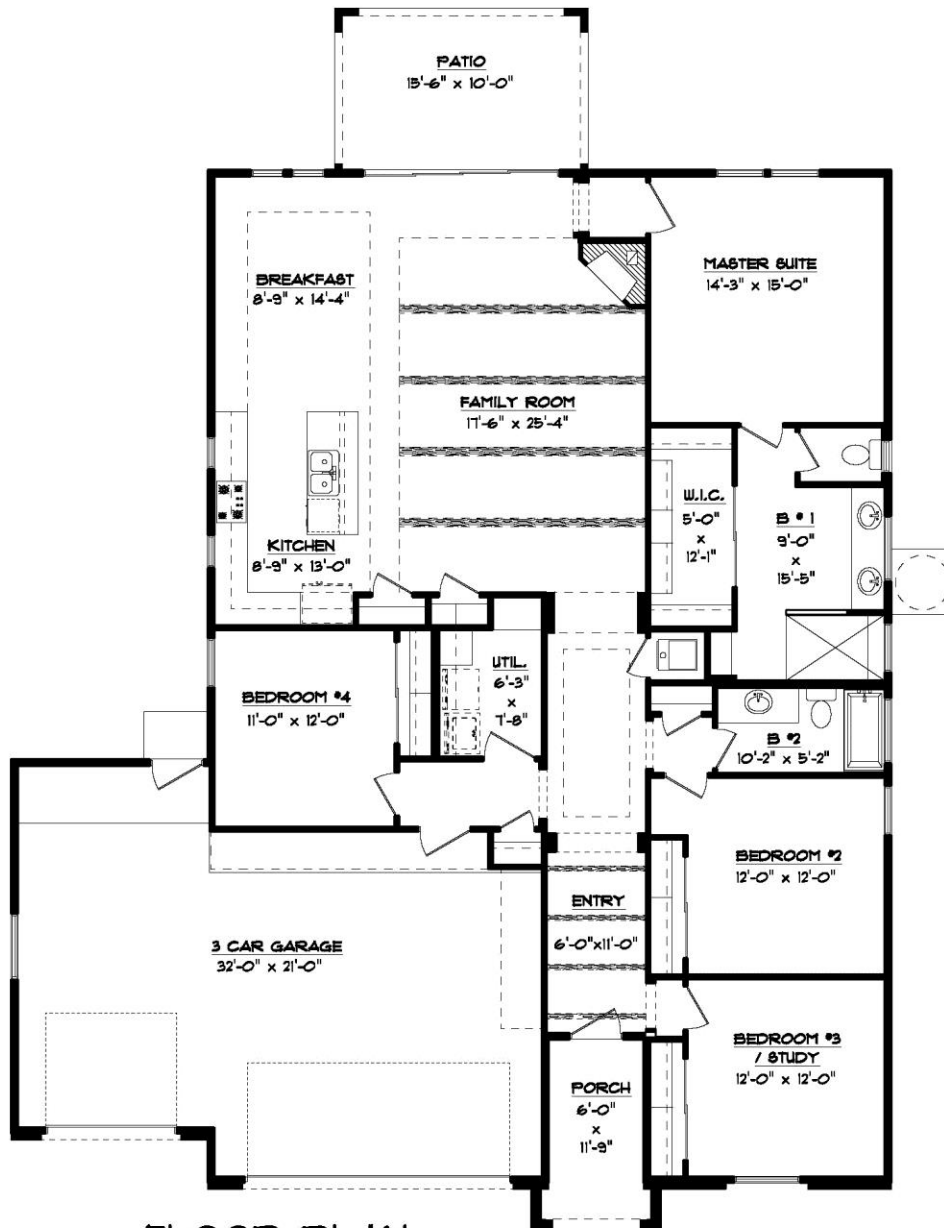 PATIO
15'-6" x 10'-0"
BREAKFAST
8'-9" x 14'-4"
MASTER SUITE
14'-3" x 15'-0"
FAMILY ROOM
17'-6" x 25'-4"
W.I.C.
5'-0"
x
12'-1"
B #1
9'-0"
x
15'-5"
KITCHEN
8'-9" x 13'-0"
UTIL.
6'-3"
x
7'-8"
BEDROOM #4
11'-0" x 12'-0"
B #2
10'-2" x 5'-2"
BEDROOM #2
12'-0" x 12'-0"
ENTRY
6'-0"x11'-0"
3 CAR GARAGE
32'-0" x 21'-0"
BEDROOM #3
/ STUDY
12'-0" x 12'-0"
PORCH
6'-0"
x
11'-9"
FLOOR PLAN